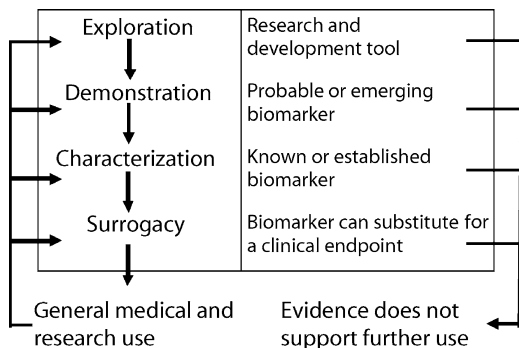 Exploration
Research and
development tool
Demonstration
Probable or emerging
biomarker
Characterization
Known or established
biomarker
Surrogacy
Biomarker can substitute for
a clinical endpoint
General medical and
research use
Evidence does not
support further use